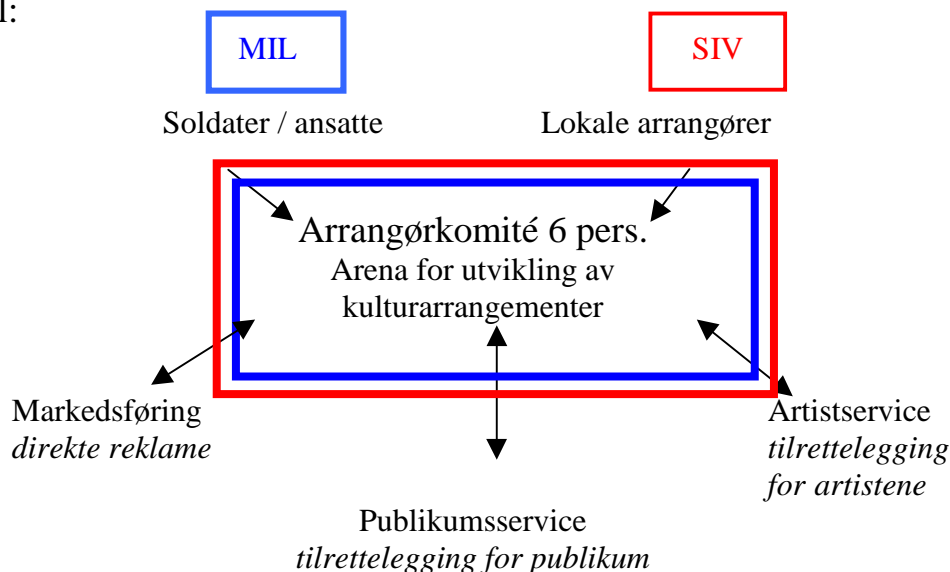 l:
MIL
SIV
Soldater / ansatte
Lokale arrangører
Arrangørkomité 6 pers.
Arena for utvikling av
kulturarrangementer
Markedsføring
direkte reklame
Artistservice
tilrettelegging
for artistene
Publikumsservice
tilrettelegging for publikum